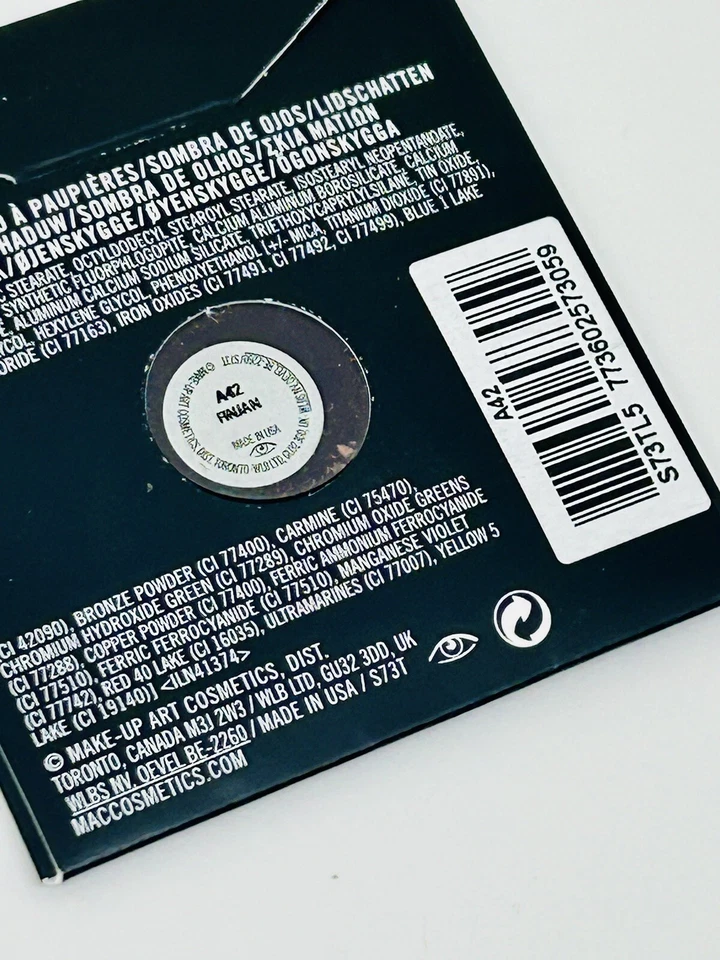 À PAUPIÈRES/SOMBRA DE OJOS/LIDSCHATTEN
HADUW/SOMBRA DE OLHOS/ΣΚΙΑ ΜΑΤΙΩΝ
/ØJENSKYGGE/ØYENSKYGGE/ÖGONSKYGGA
STEARATE, OCTYLDODECYL STEAROYL STEARATE, ISOSTEARYL NEOPENTANOATE,
SYNTHETIC FLUORPHLOGOPITE, CALCIUM ALUMINUM BOROSILICATE, CALCIUM
ALUMINUM CALCIUM SODIUM SILICATE, TRIETHOXYCAPRYLYLSILANE, TIN OXIDE,
HEXYLENE GLYCOL, PHENOXYETHANOL, [+/- MICA, TITANIUM DIOXIDE (CI 77891),
(CI 77163), IRON OXIDES (CI 77491, CI 77492, CI 77499), BLUE 1 LAKE
A42
MADE IN USA
(CI 42090), BRONZE POWDER (CI 77400), CARMINE (CI 75470),
CHROMIUM HYDROXIDE GREEN (CI 77289), CHROMIUM OXIDE GREENS
(CI 77288), COPPER POWDER (CI 77400), FERRIC AMMONIUM FERROCYANIDE
(CI 77510), FERRIC FERROCYANIDE (CI 77510), MANGANESE VIOLET
(CI 77742), RED 40 LAKE (CI 16035), ULTRAMARINES (CI 77007), YELLOW 5
LAKE (CI 19140)] <ILN41374>
© MAKE-UP ART COSMETICS, DIST.
TORONTO, CANADA M3J 2W3 / WLB LTD, GU32 3DD, UK
WLBS NV, OEVEL BE-2260 / MADE IN USA / S73T
MACCOSMETICS.COM
A42
S73TL5 773602573059